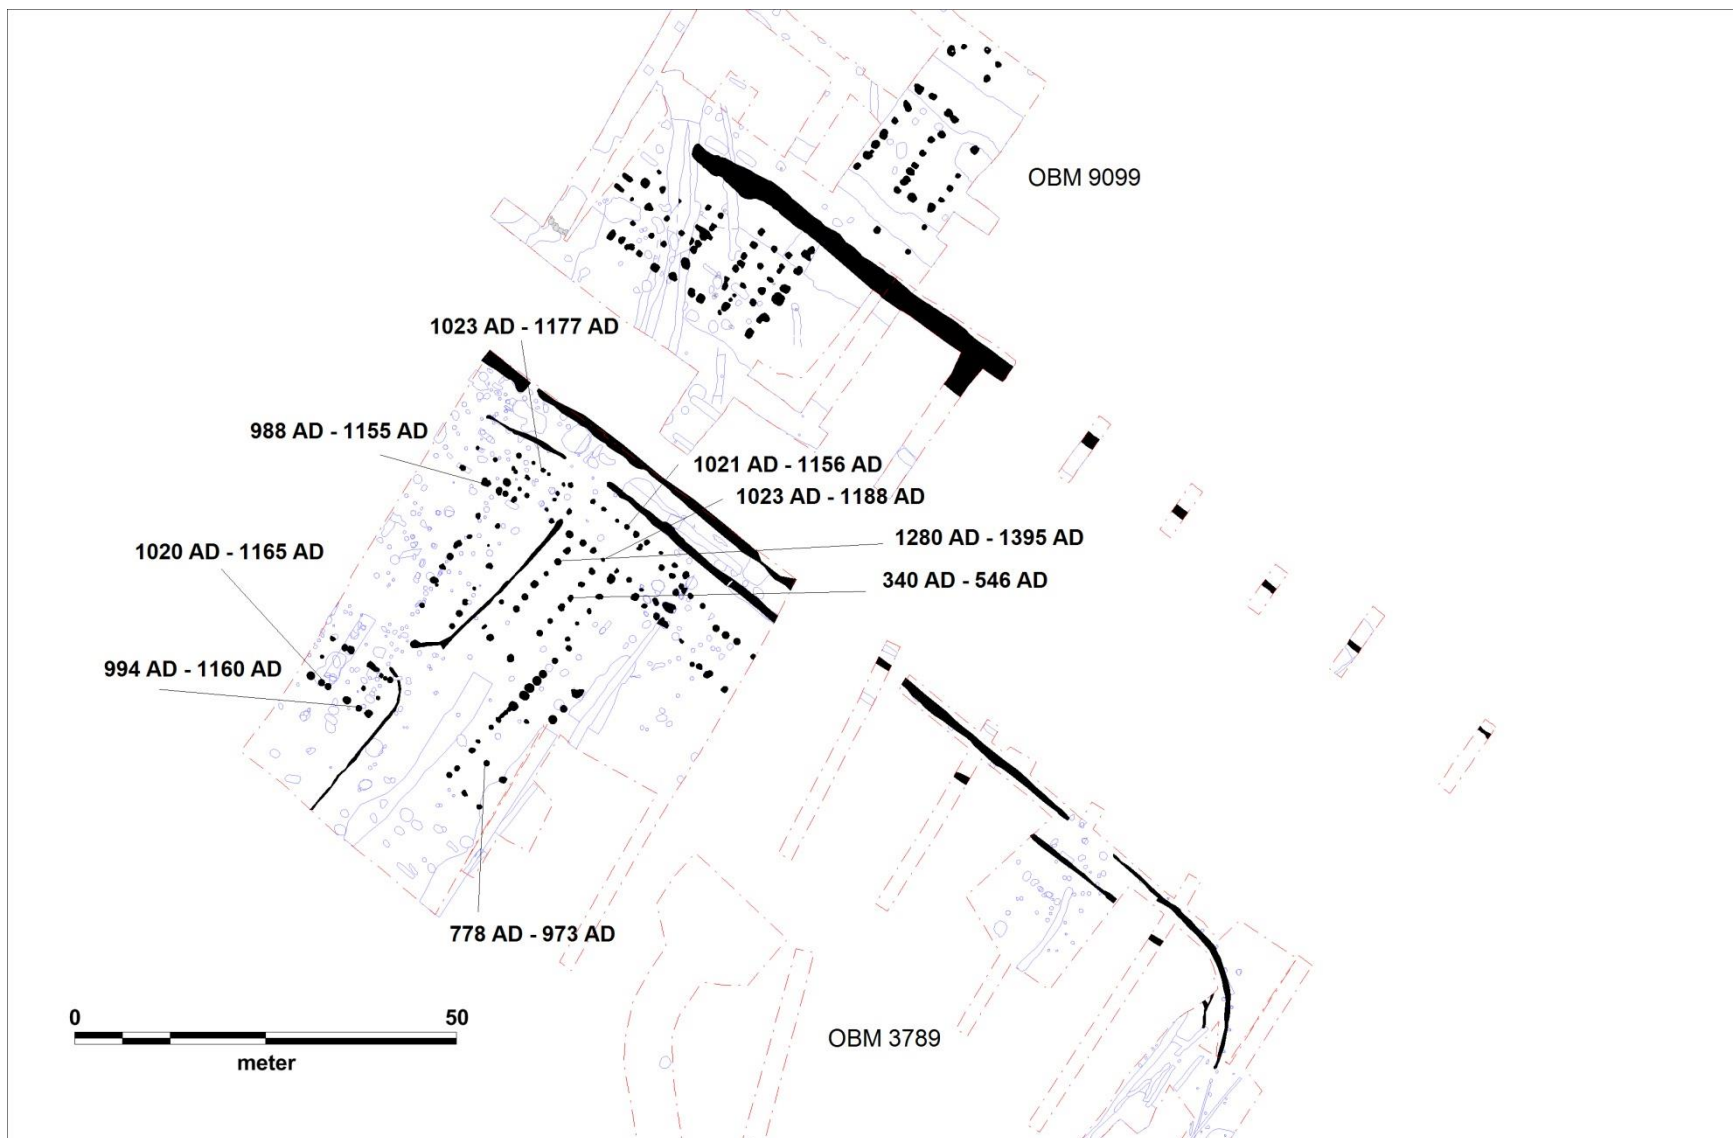 OBM 9099
1023 AD - 1177 AD
988 AD - 1155 AD
1021 AD - 1156 AD
1023 AD - 1188 AD
1280 AD - 1395 AD
1020 AD - 1165 AD
340 AD - 546 AD
994 AD - 1160 AD
778 AD - 973 AD
0 50
meter
OBM 3789